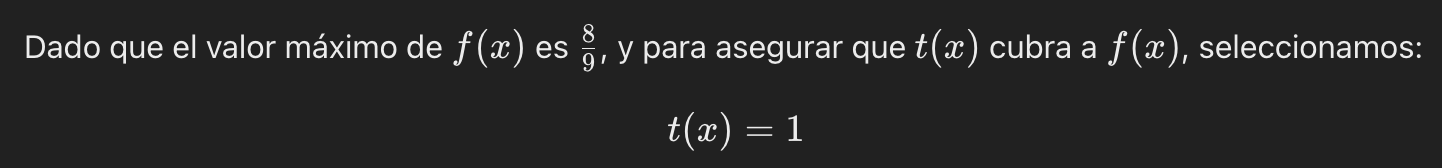 Dado que el valor máximo de f(x) es 8/9, y para asegurar que t(x) cubra a f(x), seleccionamos:
t(x) = 1